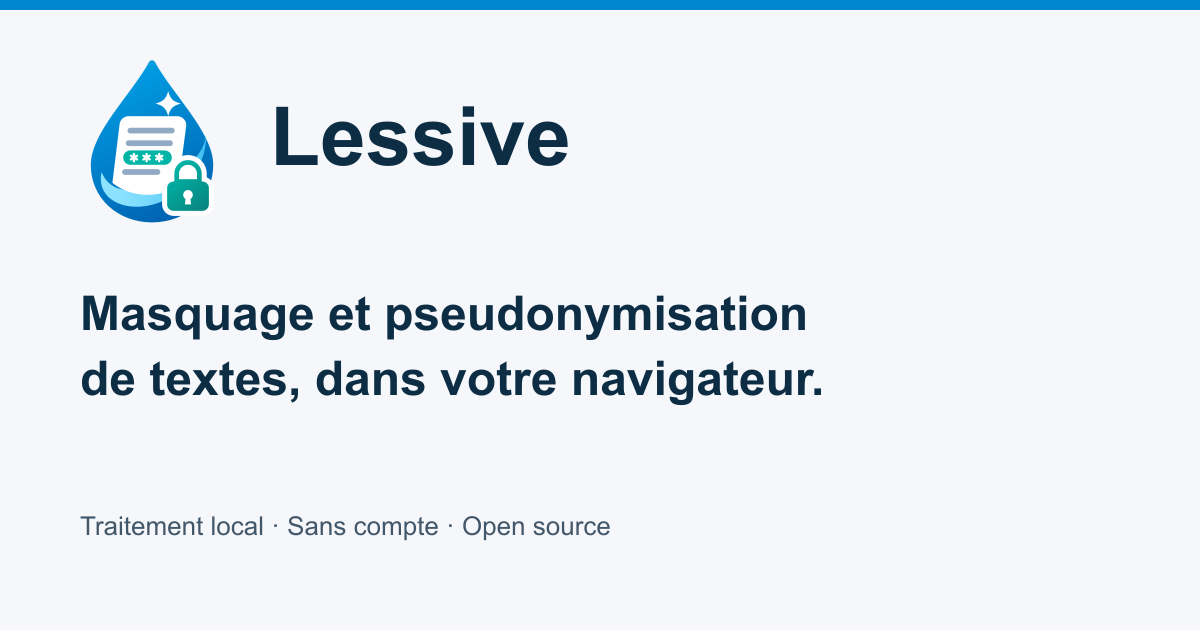 Lessive
***
Masquage et pseudonymisation
de textes, dans votre navigateur.
Traitement local · Sans compte · Open source